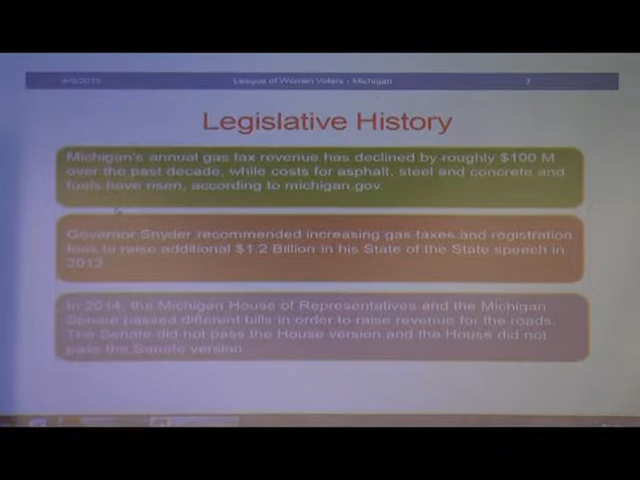 4/6/2015 League of Women Voters - Michigan 7
Legislative History
Michigan's annual gas tax revenue has declined by roughly $100 M
over the past decade, while costs for asphalt, steel and concrete and
fuels have risen, according to michigan.gov.
Governor Snyder recommended increasing gas taxes and registration
fees to raise additional $1.2 Billion in his State of the State speech in
2013
In 2014, the Michigan House of Representatives and the Michigan
Senate passed different bills in order to raise revenue for the roads.
The Senate did not pass the House version and the House did not
pass the Senate version.